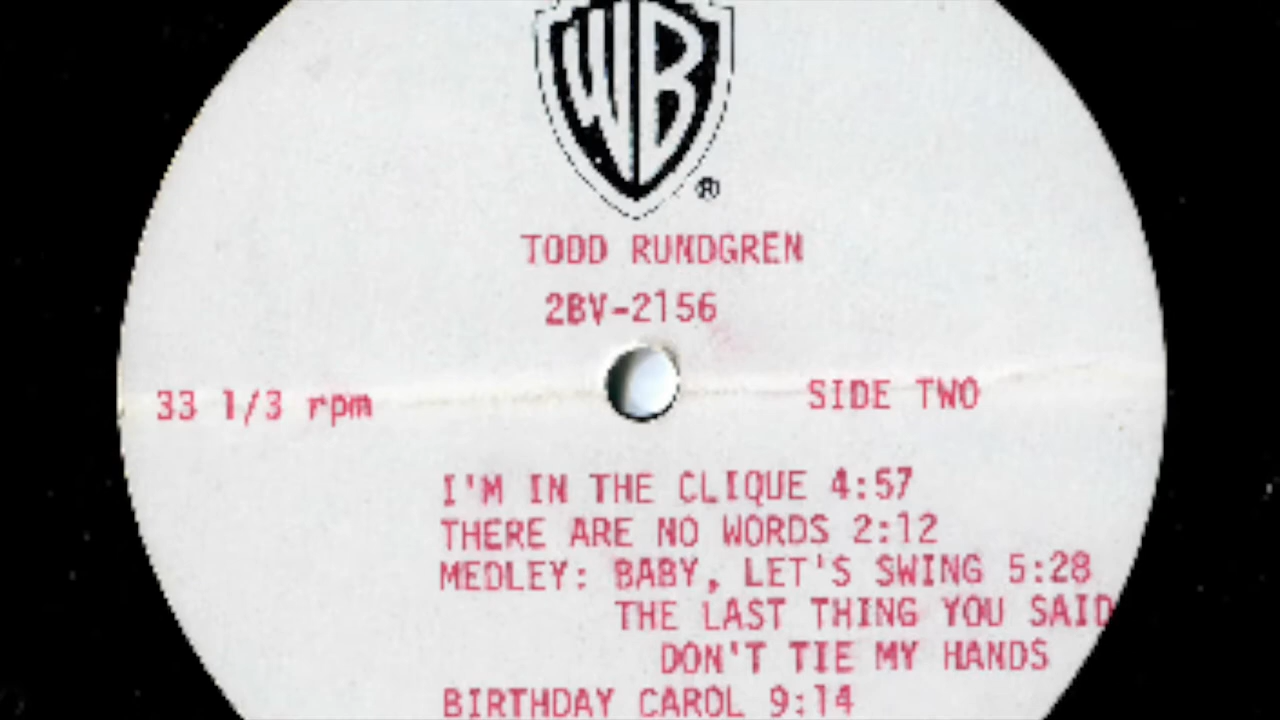 WB
®
TODD RUNDGREN
2BV-2156
33 1/3 rpm
SIDE TWO
I'M IN THE CLIQUE 4:57
THERE ARE NO WORDS 2:12
MEDLEY: BABY, LET'S SWING 5:28
THE LAST THING YOU SAID
DON'T TIE MY HANDS
BIRTHDAY CAROL 9:14